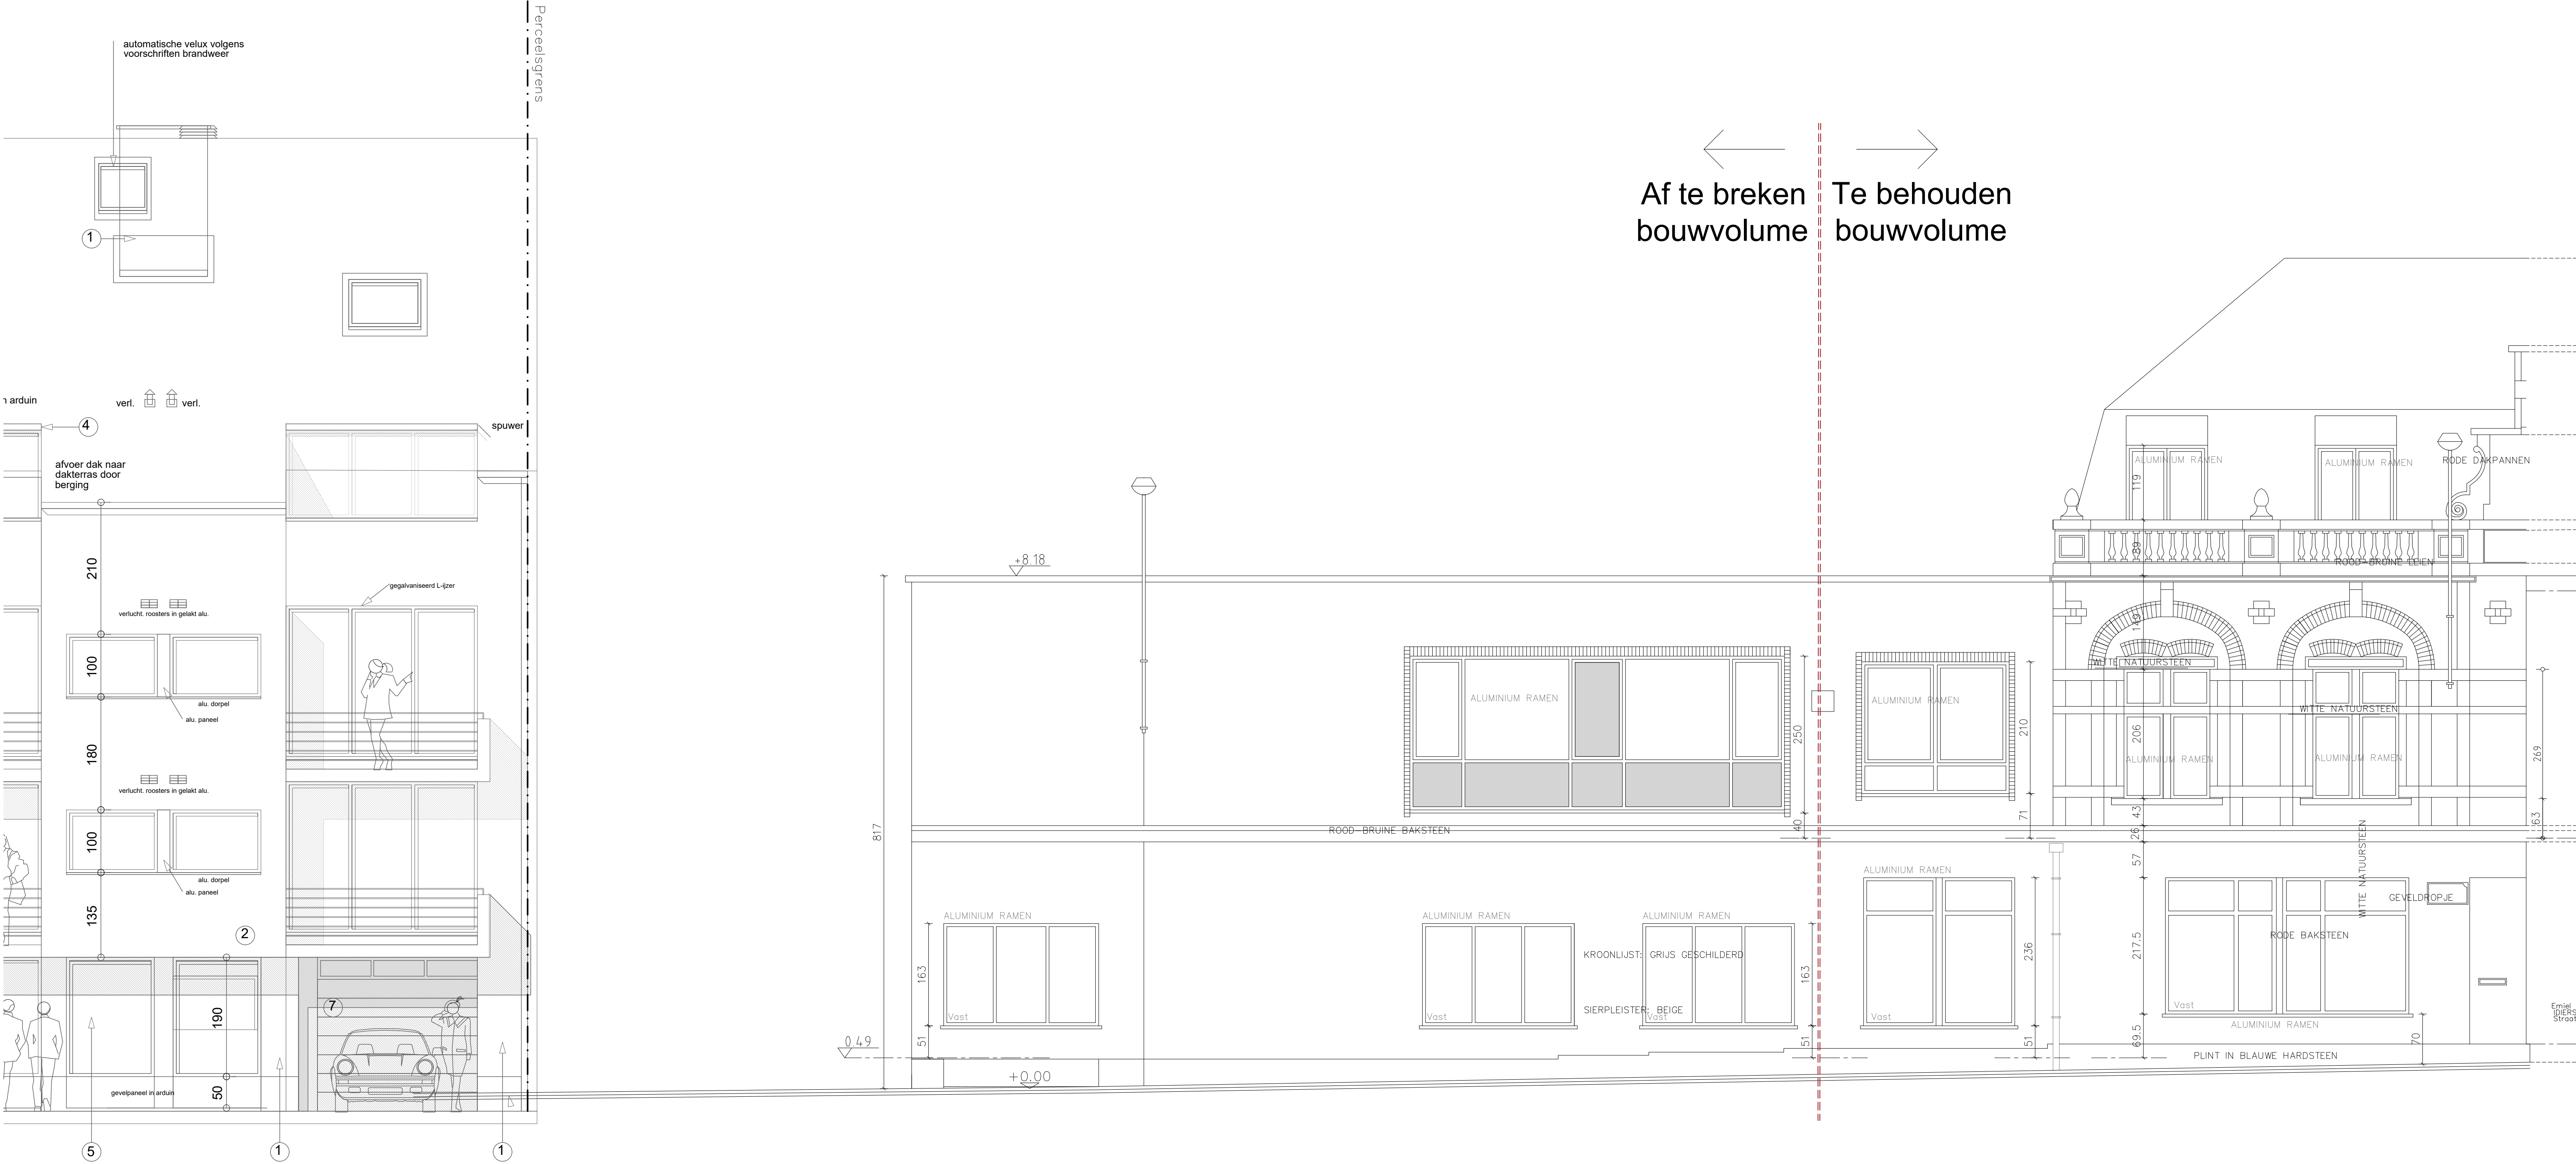 Perceelsgrens
automatische velux volgens
voorschriften brandweer
1
n arduin
verl.
verl.
4
spuwer
afvoer dak naar
dakterras door
berging
210
gegalvaniseerd L-ijzer
verlucht. roosters in gelakt alu.
100
alu. dorpel
alu. paneel
180
verlucht. roosters in gelakt alu.
100
alu. dorpel
alu. paneel
135
2
7
190
50
gevelpaneel in arduin
5
1
1
Af te breken
bouwvolume
Te behouden
bouwvolume
+8.18
817
ALUMINIUM RAMEN
250
40
ROOD-BRUINE BAKSTEEN
ALUMINIUM RAMEN
210
71
ALUMINIUM RAMEN
163
Vast
51
0.49
+0.00
ALUMINIUM RAMEN
Vast
ALUMINIUM RAMEN
KROONLIJST: GRIJS GESCHILDERD
SIERPLEISTER: BEIGE
Vast
163
51
ALUMINIUM RAMEN
Vast
236
51
ALUMINIUM RAMEN
ALUMINIUM RAMEN
RODE DAKPANNEN
119
89
ROOD-BRUINE LEIEN
149
WITTE NATUURSTEEN
WITTE NATUURSTEEN
206
ALUMINIUM RAMEN
ALUMINIUM RAMEN
269
63
43
26
57
WITTE NATUURSTEEN
GEVELDROPJE
217.5
RODE BAKSTEEN
Vast
ALUMINIUM RAMEN
69.5
70
PLINT IN BLAUWE HARDSTEEN
Emiel
IDIERS
Straat